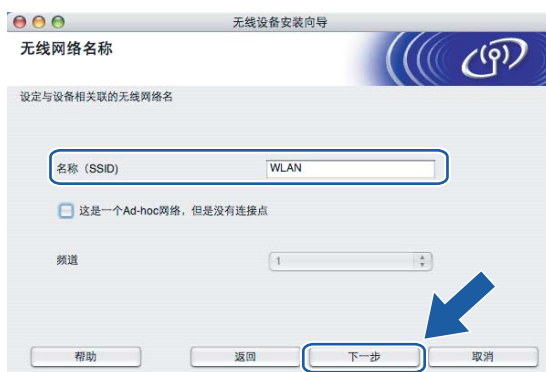 无线设备安装向导
无线网络名称
设定与设备相关联的无线网络名
名称（SSID) WLAN
这是一个Ad-hoc网络，但是没有连接点
频道 1
帮助 返回 下一步 取消